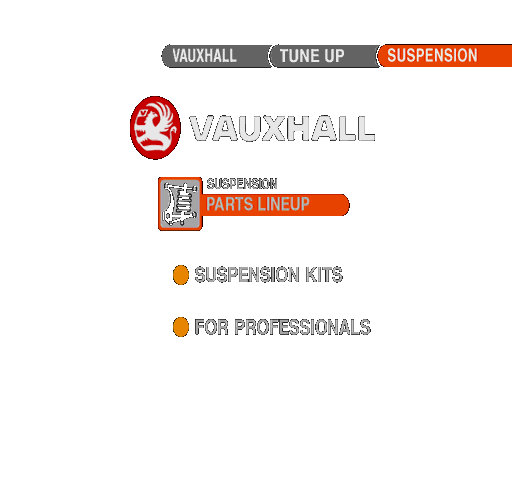 VAUXHALL TUNE UP SUSPENSION
VAUXHALL
SUSPENSION
PARTS LINEUP
SUSPENSION KITS
FOR PROFESSIONALS